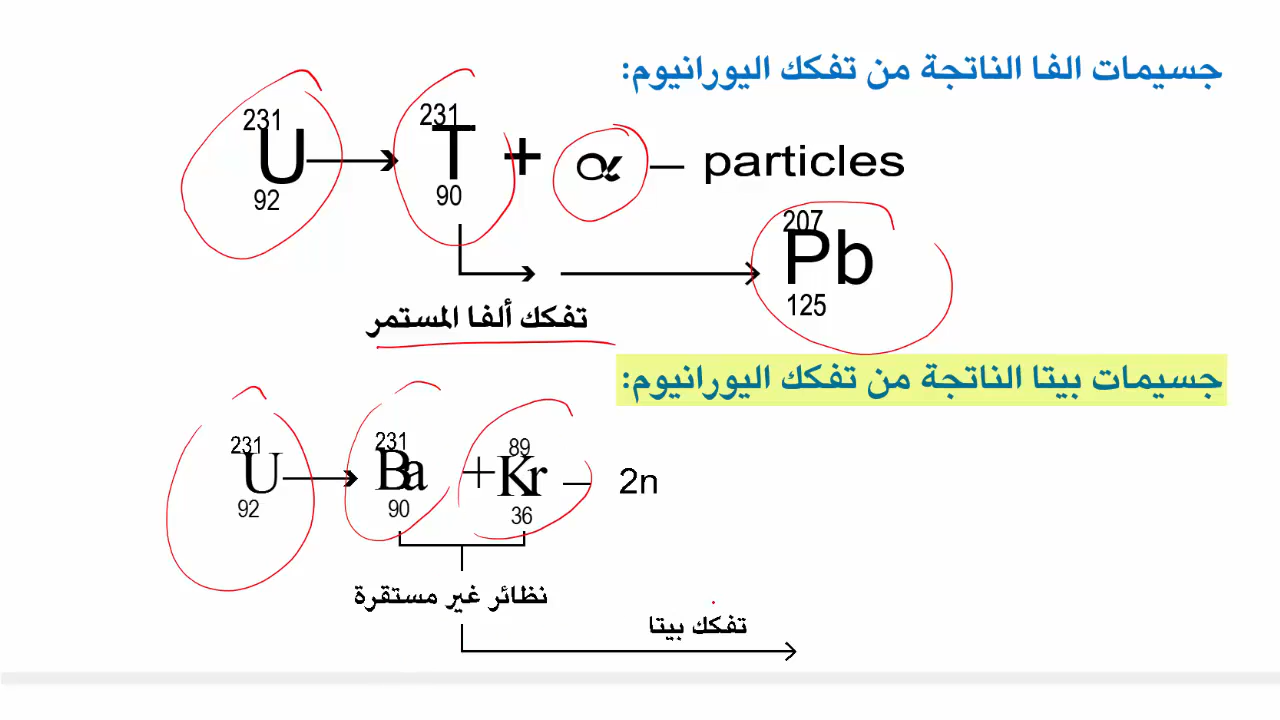 جسيمات الفا الناتجة من تفكك اليورانيوم:
231 231
U → T + α — particles
92 90
207
Pb
125
تفكك ألفا المستمر
جسيمات بيتا الناتجة من تفكك اليورانيوم:
231 231 89
U → Ba + Kr — 2n
92 90 36
نظائر غير مستقرة
تفكك بيتا